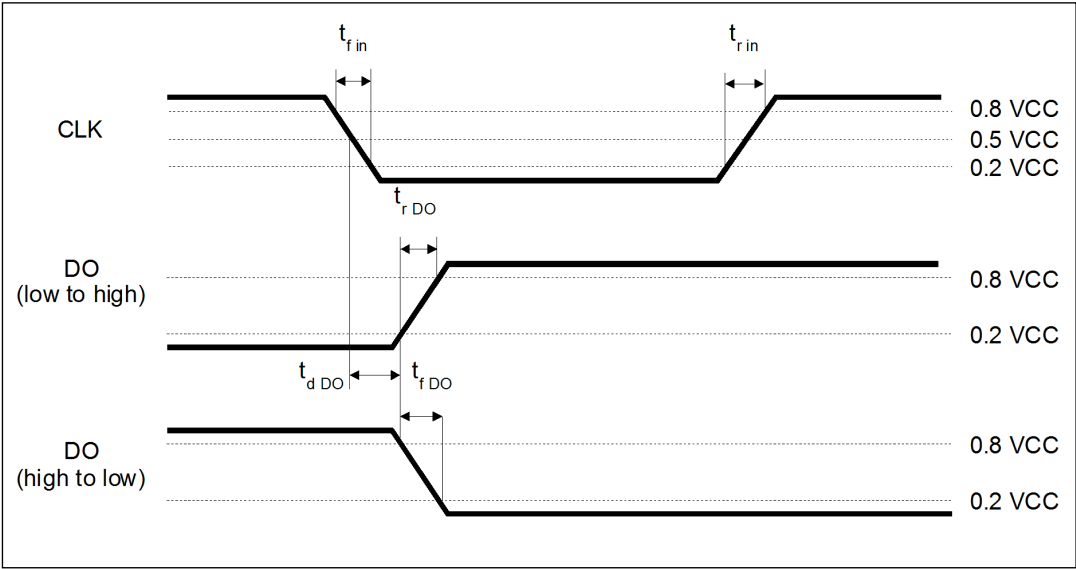 t f in
t r in
CLK
0.8 VCC
0.5 VCC
0.2 VCC
t r DO
DO
(low to high)
0.8 VCC
0.2 VCC
t d DO
t f DO
DO
(high to low)
0.8 VCC
0.2 VCC